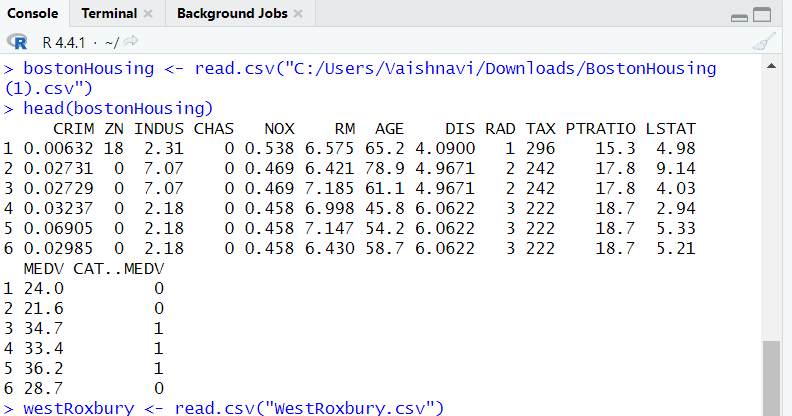 Console Terminal × Background Jobs ×
R R 4.4.1 · ~/
> bostonHousing <- read.csv("C:/Users/Vaishnavi/Downloads/BostonHousing
(1).csv")
> head(bostonHousing)
     CRIM ZN INDUS CHAS   NOX    RM  AGE    DIS RAD TAX PTRATIO LSTAT
1 0.00632 18  2.31    0 0.538 6.575 65.2 4.0900   1 296    15.3  4.98
2 0.02731  0  7.07    0 0.469 6.421 78.9 4.9671   2 242    17.8  9.14
3 0.02729  0  7.07    0 0.469 7.185 61.1 4.9671   2 242    17.8  4.03
4 0.03237  0  2.18    0 0.458 6.998 45.8 6.0622   3 222    18.7  2.94
5 0.06905  0  2.18    0 0.458 7.147 54.2 6.0622   3 222    18.7  5.33
6 0.02985  0  2.18    0 0.458 6.430 58.7 6.0622   3 222    18.7  5.21
  MEDV CAT..MEDV
1 24.0         0
2 21.6         0
3 34.7         1
4 33.4         1
5 36.2         1
6 28.7         0
> westRoxbury <- read.csv("WestRoxbury.csv")